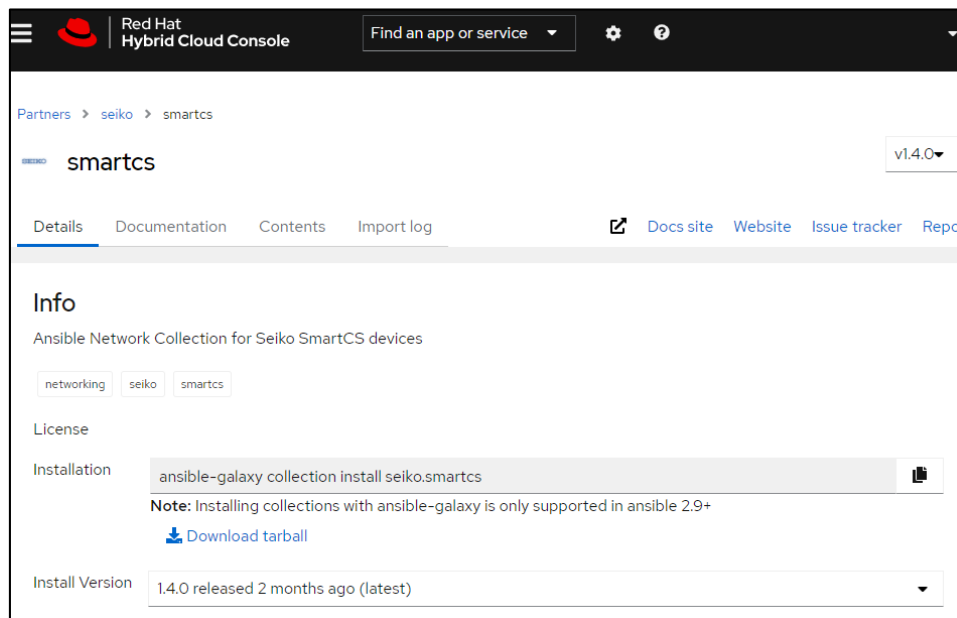 Red Hat
Hybrid Cloud Console
Find an app or service
Partners > seiko > smartcs
SEIKO smartcs
v1.4.0
Details Documentation Contents Import log Docs site Website Issue tracker Repo
Info
Ansible Network Collection for Seiko SmartCS devices
networking seiko smartcs
License
Installation
ansible-galaxy collection install seiko.smartcs
Note: Installing collections with ansible-galaxy is only supported in ansible 2.9+
Download tarball
Install Version
1.4.0 released 2 months ago (latest)